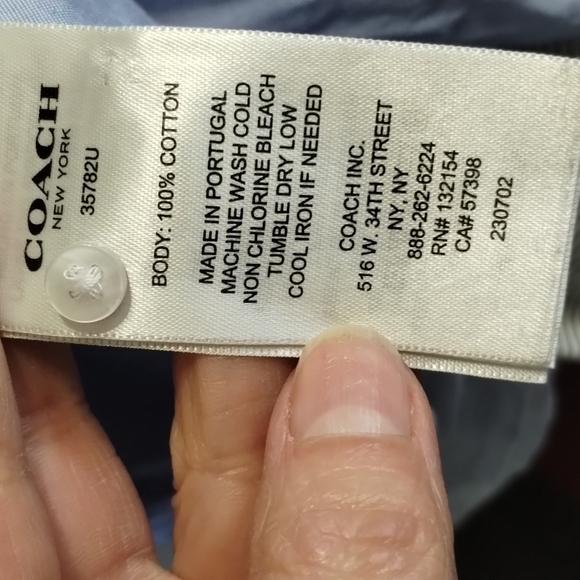 COACH
NEW YORK
35782U
BODY: 100% COTTON
MADE IN PORTUGAL
MACHINE WASH COLD
NON CHLORINE BLEACH
TUMBLE DRY LOW
COOL IRON IF NEEDED
COACH INC.
516 W. 34TH STREET
NY, NY
888-262-6224
RN# 132154
CA# 57398
230702